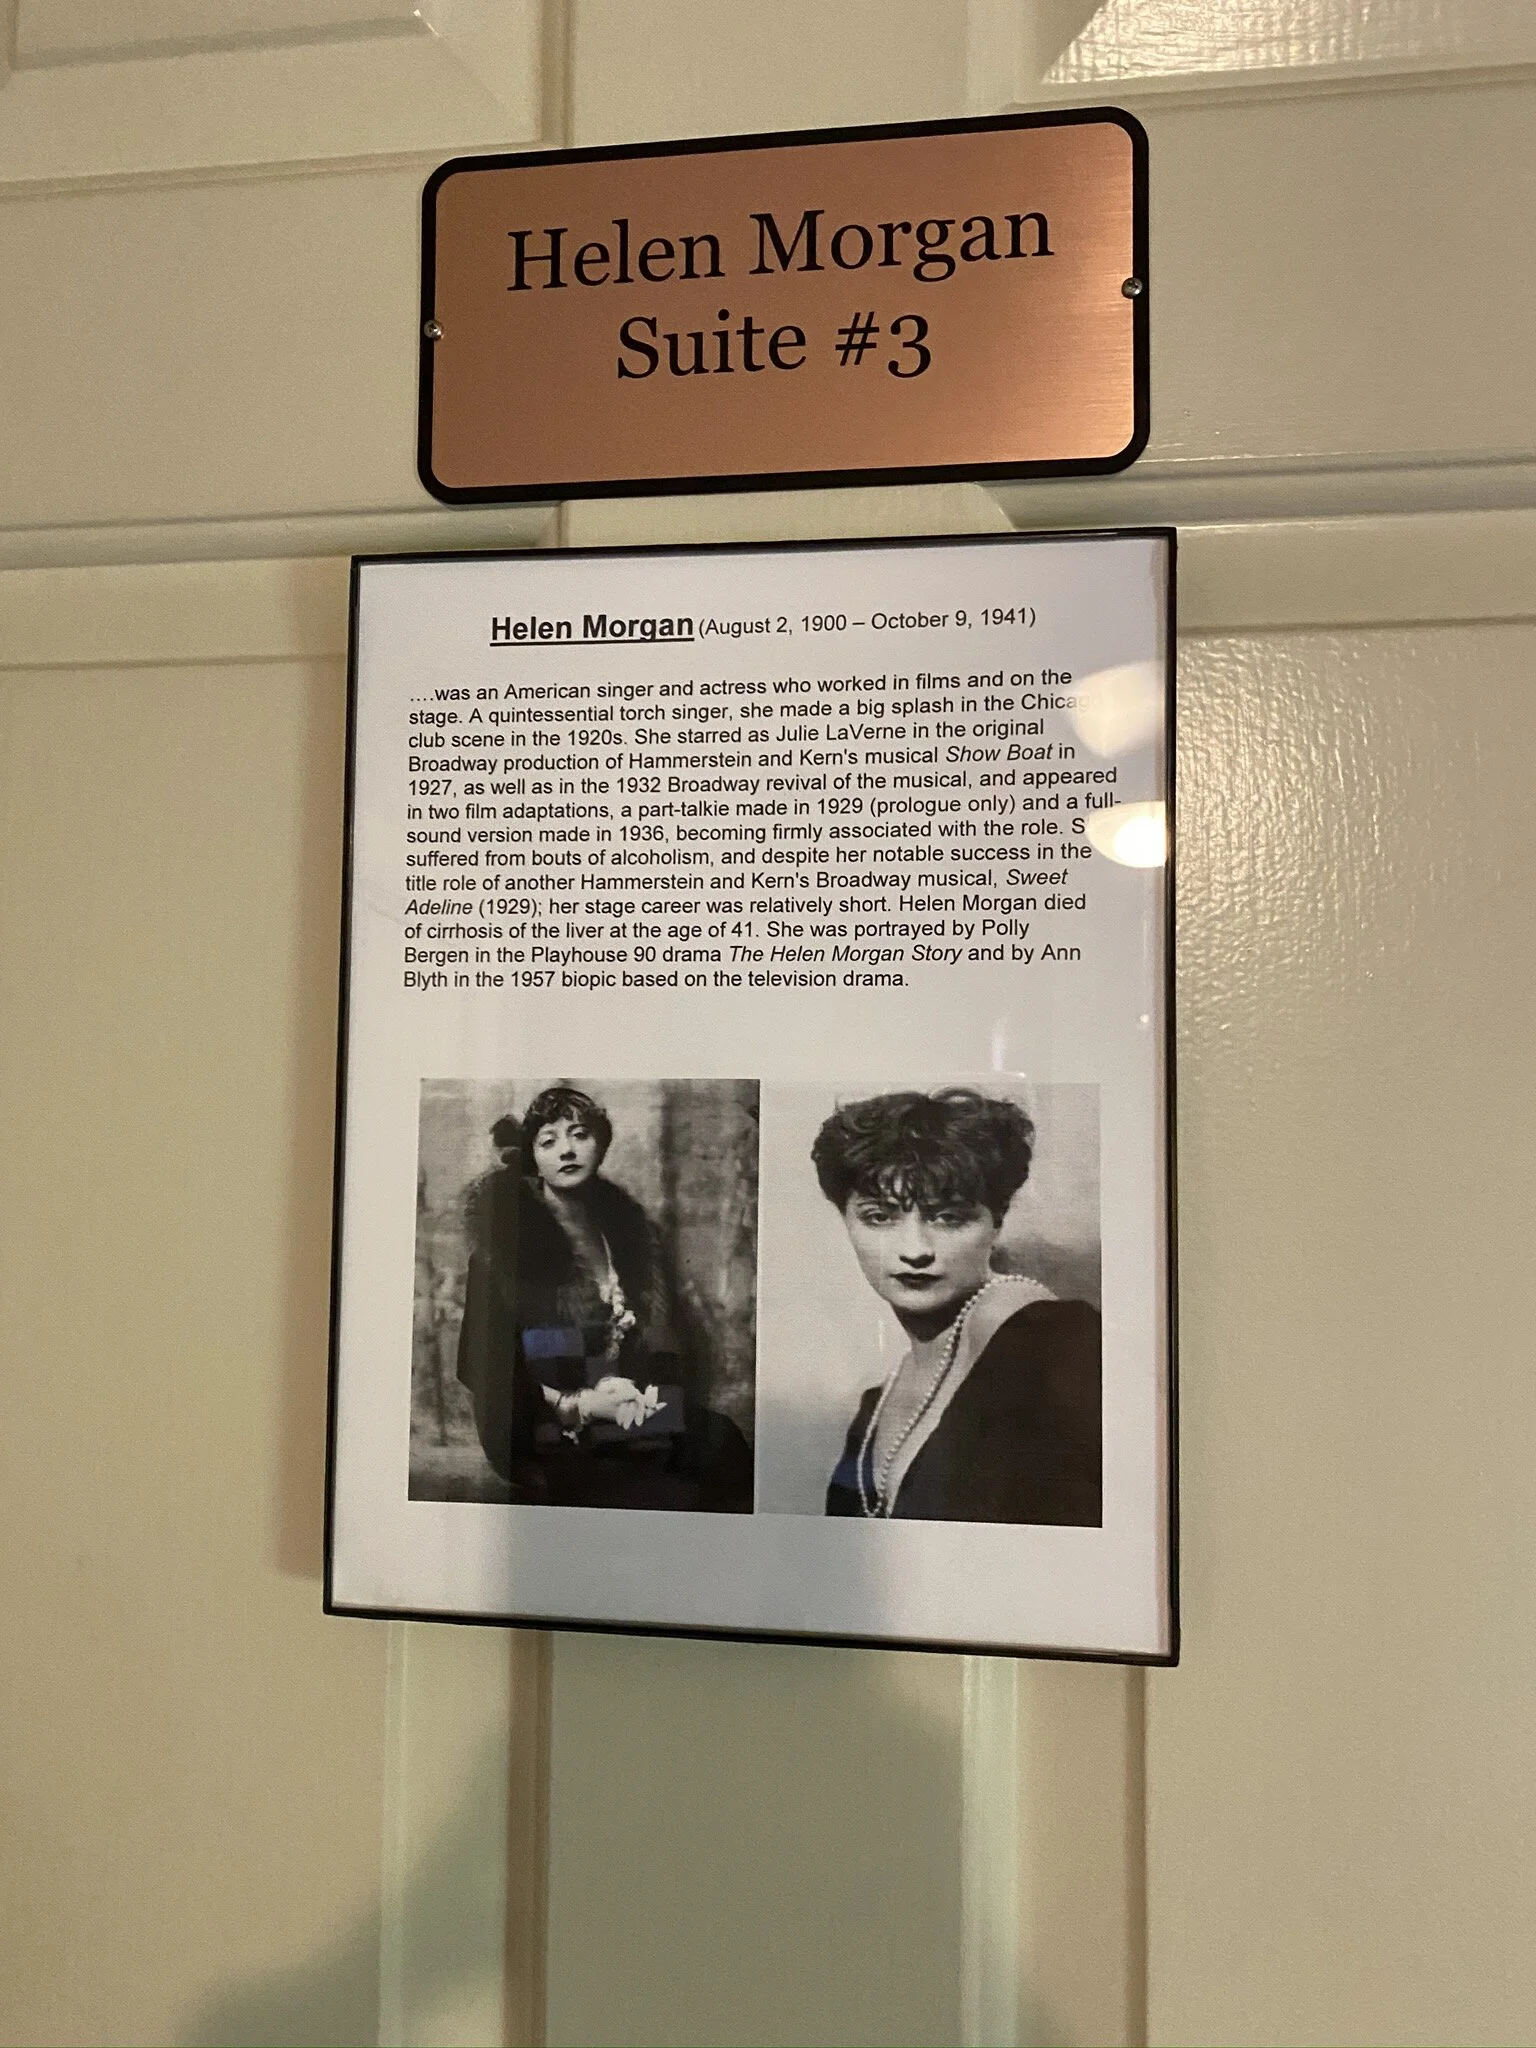 Helen Morgan
Suite #3
Helen Morgan (August 2, 1900 – October 9, 1941)
....was an American singer and actress who worked in films and on the
stage. A quintessential torch singer, she made a big splash in the Chicago
club scene in the 1920s. She starred as Julie LaVerne in the original
Broadway production of Hammerstein and Kern's musical Show Boat in
1927, as well as in the 1932 Broadway revival of the musical, and appeared
in two film adaptations, a part-talkie made in 1929 (prologue only) and a full-
sound version made in 1936, becoming firmly associated with the role.
suffered from bouts of alcoholism, and despite her notable success in the
title role of another Hammerstein and Kern's Broadway musical, Sweet
Adeline (1929); her stage career was relatively short. Helen Morgan died
of cirrhosis of the liver at the age of 41. She was portrayed by Polly
Bergen in the Playhouse 90 drama The Helen Morgan Story and by Ann
Blyth in the 1957 biopic based on the television drama.